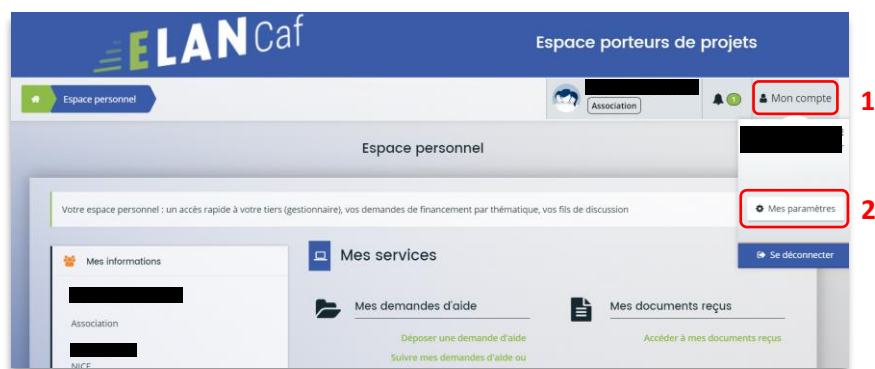 ELAN Caf
Espace porteurs de projets
Espace personnel
Association
1
Mon compte
1
Espace personnel
Mes paramètres
2
Se déconnecter
Votre espace personnel : un accès rapide à votre tiers (gestionnaire), vos demandes de financement par thématique, vos fils de discussion
Mes informations
Association
NICE
Mes services
Mes demandes d'aide
Déposer une demande d'aide
Suivre mes demandes d'aide ou
Mes documents reçus
Accéder à mes documents reçus